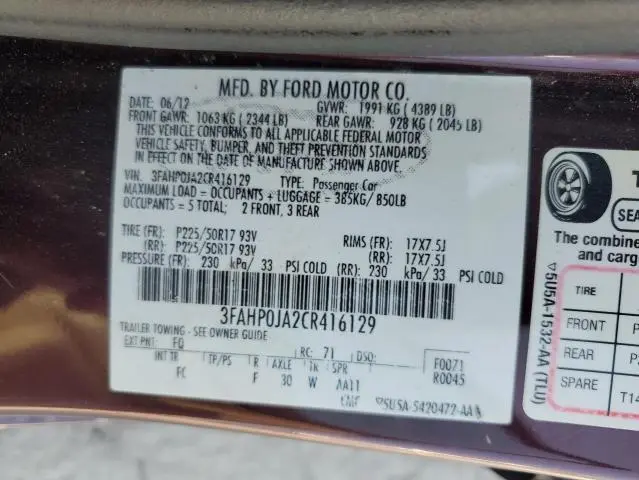 MFD. BY FORD MOTOR CO.
DATE: 06/12 GVWR: 1991 KG ( 4389 LB)
FRONT GAWR: 1063 KG ( 2344 LB) REAR GAWR: 928 KG ( 2045 LB)
THIS VEHICLE CONFORMS TO ALL APPLICABLE FEDERAL MOTOR
VEHICLE SAFETY, BUMPER, AND THEFT PREVENTION STANDARDS
IN EFFECT ON THE DATE OF MANUFACTURE SHOWN ABOVE.
VIN: 3FAHP0JA2CR416129 TYPE: Passenger Car
MAXIMUM LOAD = OCCUPANTS + LUGGAGE = 385KG/ 850LB
OCCUPANTS = 5 TOTAL; 2 FRONT, 3 REAR
TIRE (FR): P225/50R17 93V RIMS (FR): 17X7.5J
(RR): P225/50R17 93V (RR): 17X7.5J
PRESSURE (FR): 230 kPa/ 33 PSI COLD (RR): 230 kPa/ 33 PSI COLD
3FAHP0JA2CR416129
TRAILER TOWING - SEE OWNER GUIDE
EXT PNT: FQ RC: 71 DSO:
INT TR TP/PS R AXLE TR SPR F0071
FC F 30 W AA11 R0045
▽5U5A-5420472-AA
▽5U5A-1532-AA (TLU)
T
SEA
The combine
and carg
TIRE
FRONT P
REAR P2
SPARE T14